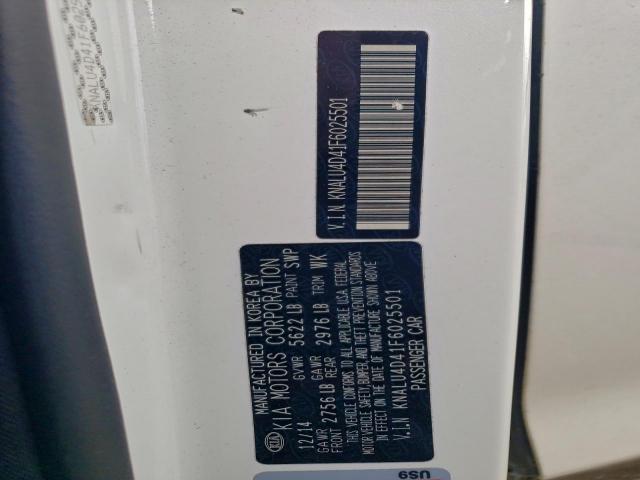 KNALU4D41F6025
V.I.N. KNALU4D41F6025501
MANUFACTURED IN KOREA BY
KIA
KIA MOTORS CORPORATION
12/14 GVWR 5622 LB PAINT SWP
GAWR FRONT 2756 LB GAWR REAR 2976 LB TRIM WK
THIS VEHICLE CONFORMS TO ALL APPLICABLE U.S.A. FEDERAL
MOTOR VEHICLE SAFETY, BUMPER, AND THEFT PREVENTION STANDARDS
IN EFFECT ON THE DATE OF MANUFACTURE SHOWN ABOVE
V.I.N. KNALU4D41F6025501
PASSENGER CAR
US9